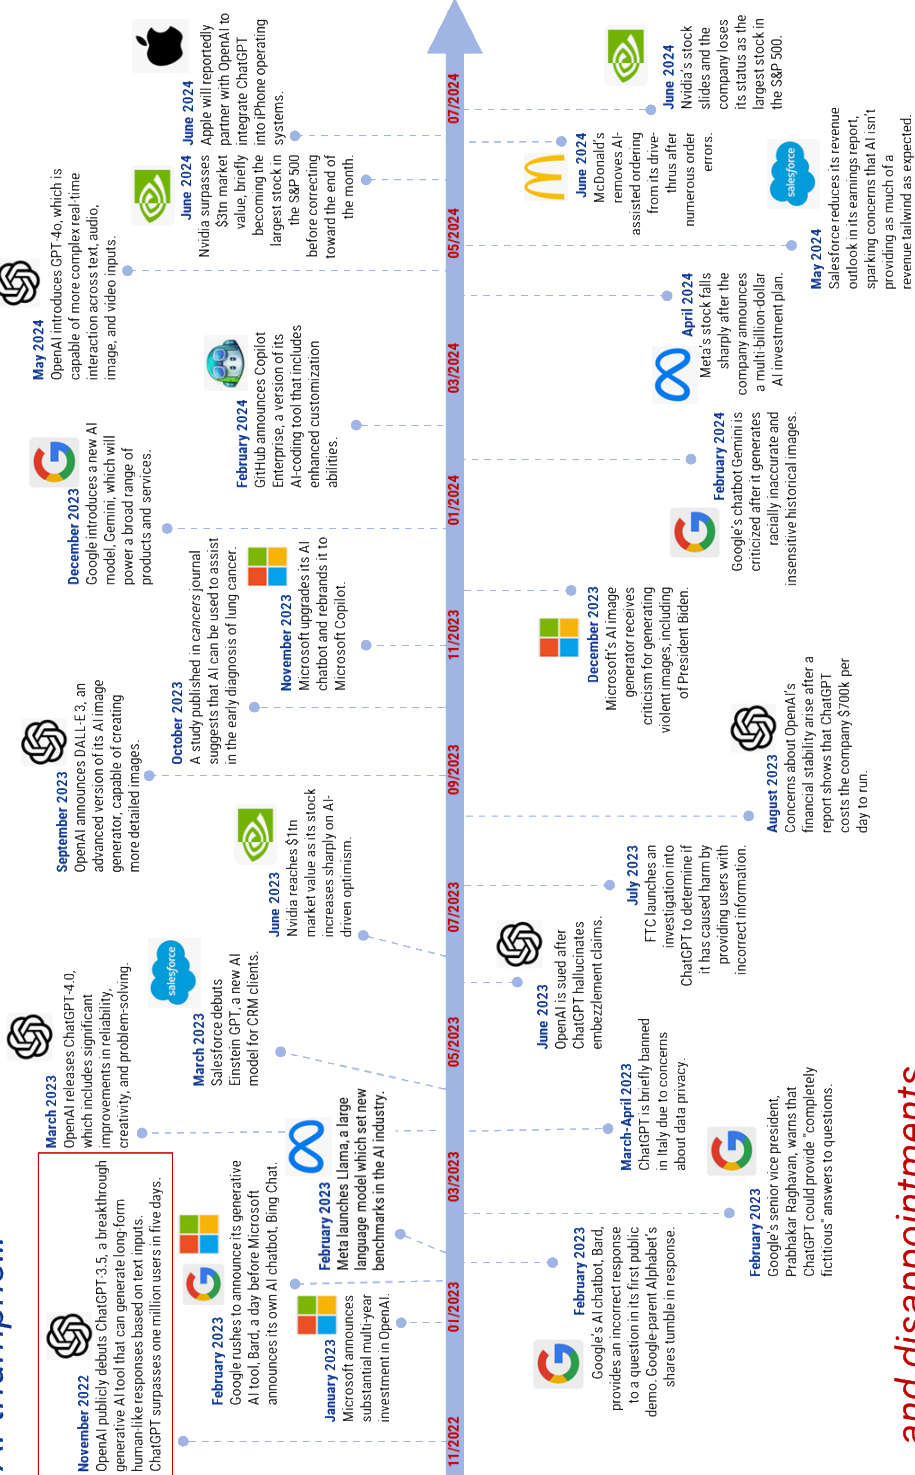 November 2022
OpenAI publicly debuts ChatGPT-3.5, a breakthrough
generative AI tool that can generate long-form
human-like responses based on text inputs.
ChatGPT surpasses one million users in five days.
January 2023
Microsoft announces
substantial multi-year
investment in OpenAI.
February 2023
Google rushes to announce its generative
AI tool, Bard, a day before Microsoft
announces its own AI chatbot, Bing Chat.
February 2023
Meta launches Llama, a large
language model which set new
benchmarks in the AI industry.
March 2023
OpenAI releases ChatGPT-4.0,
which includes significant
improvements in reliability,
creativity, and problem-solving.
salesforce
March 2023
Salesforce debuts
Einstein GPT, a new AI
model for CRM clients.
June 2023
Nvidia reaches $1tn
market value as its stock
increases sharply on AI-
driven optimism.
September 2023
OpenAI announces DALL-E 3, an
advanced version of its AI image
generator, capable of creating
more detailed images.
October 2023
A study published in cancers journal
suggests that AI can be used to assist
in the early diagnosis of lung cancer.
November 2023
Microsoft upgrades its AI
chatbot and rebrands it to
Microsoft Copilot.
December 2023
Google introduces a new AI
model, Gemini, which will
power a broad range of
products and services.
February 2024
GitHub announces Copilot
Enterprise, a version of its
AI-coding tool that includes
enhanced customization
abilities.
May 2024
OpenAI introduces GPT-4o, which is
capable of more complex real-time
interaction across text, audio,
image, and video inputs.
June 2024
Nvidia surpasses
$3tn market
value, briefly
becoming the
largest stock in
the S&P 500
before correcting
toward the end of
the month.
June 2024
Apple will reportedly
partner with OpenAI to
integrate ChatGPT
into iPhone operating
systems.
11/2022
01/2023
03/2023
05/2023
07/2023
09/2023
11/2023
01/2024
03/2024
05/2024
07/2024
February 2023
Google's AI chatbot, Bard,
provides an incorrect response
to a question in its first public
demo. Google-parent Alphabet's
shares tumble in response.
February 2023
Google's senior vice president,
Prabhakar Raghavan, warns that
ChatGPT could provide "completely
fictitious" answers to questions.
March-April 2023
ChatGPT is briefly banned
in Italy due to concerns
about data privacy.
June 2023
OpenAI is sued after
ChatGPT hallucinates
embezzlement claims.
July 2023
FTC launches an
investigation into
ChatGPT to determine if
it has caused harm by
providing users with
incorrect information.
August 2023
Concerns about OpenAI's
financial stability arise after a
report shows that ChatGPT
costs the company $700k per
day to run.
December 2023
Microsoft's AI image
generator receives
criticism for generating
violent images, including
of President Biden.
February 2024
Google's chatbot Gemini is
criticized after it generates
racially inaccurate and
insensitive historical images.
April 2024
Meta's stock falls
sharply after the
company announces
a multi-billion-dollar
AI investment plan.
salesforce
May 2024
Salesforce reduces its revenue
outlook in its earnings report,
sparking concerns that AI isn't
providing as much of a
revenue tailwind as expected.
June 2024
McDonald's
removes AI-
assisted ordering
from its drive-
thrus after
numerous order
errors.
June 2024
Nvidia's stock
slides and the
company loses
its status as the
largest stock in
the S&P 500.
and disappointments